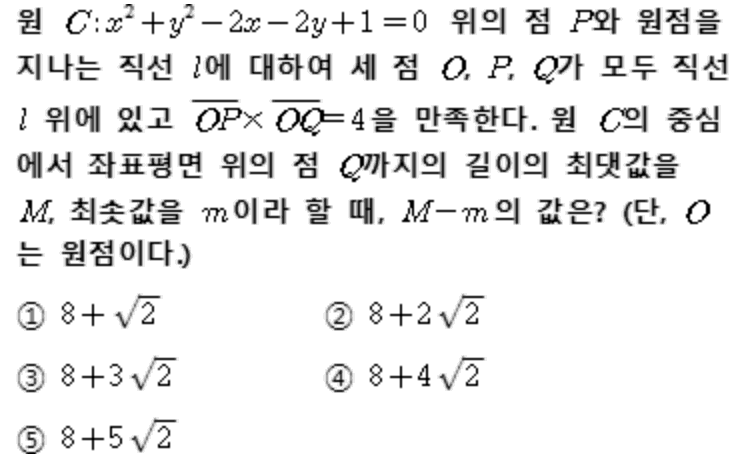 원 C:x²+y²−2x−2y+1=0 위의 점 P와 원점을
지나는 직선 l에 대하여 세 점 O, P, Q가 모두 직선
l 위에 있고 \overline{OP}× \overline{OQ}=4을 만족한다. 원 C의 중심
에서 좌표평면 위의 점 Q까지의 길이의 최댓값을
M, 최솟값을 m이라 할 때, M−m의 값은? (단, O
는 원점이다.)
① 8+√2 ② 8+2√2
③ 8+3√2 ④ 8+4√2
⑤ 8+5√2